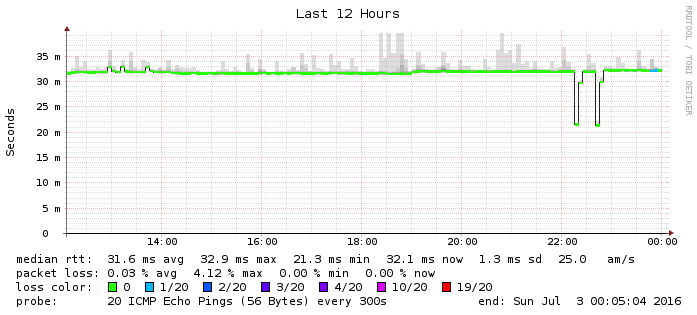 Last 12 Hours
RRDTOOL / TOBI OETIKER
Seconds
35 m
30 m
25 m
20 m
15 m
10 m
5 m
0
14:00 16:00 18:00 20:00 22:00 00:00
median rtt: 31.6 ms avg 32.9 ms max 21.3 ms min 32.1 ms now 1.3 ms sd 25.0 am/s
packet loss: 0.03 % avg 4.12 % max 0.00 % min 0.00 % now
loss color: 0 1/20 2/20 3/20 4/20 10/20 19/20
probe: 20 ICMP Echo Pings (56 Bytes) every 300s end: Sun Jul 3 00:05:04 2016